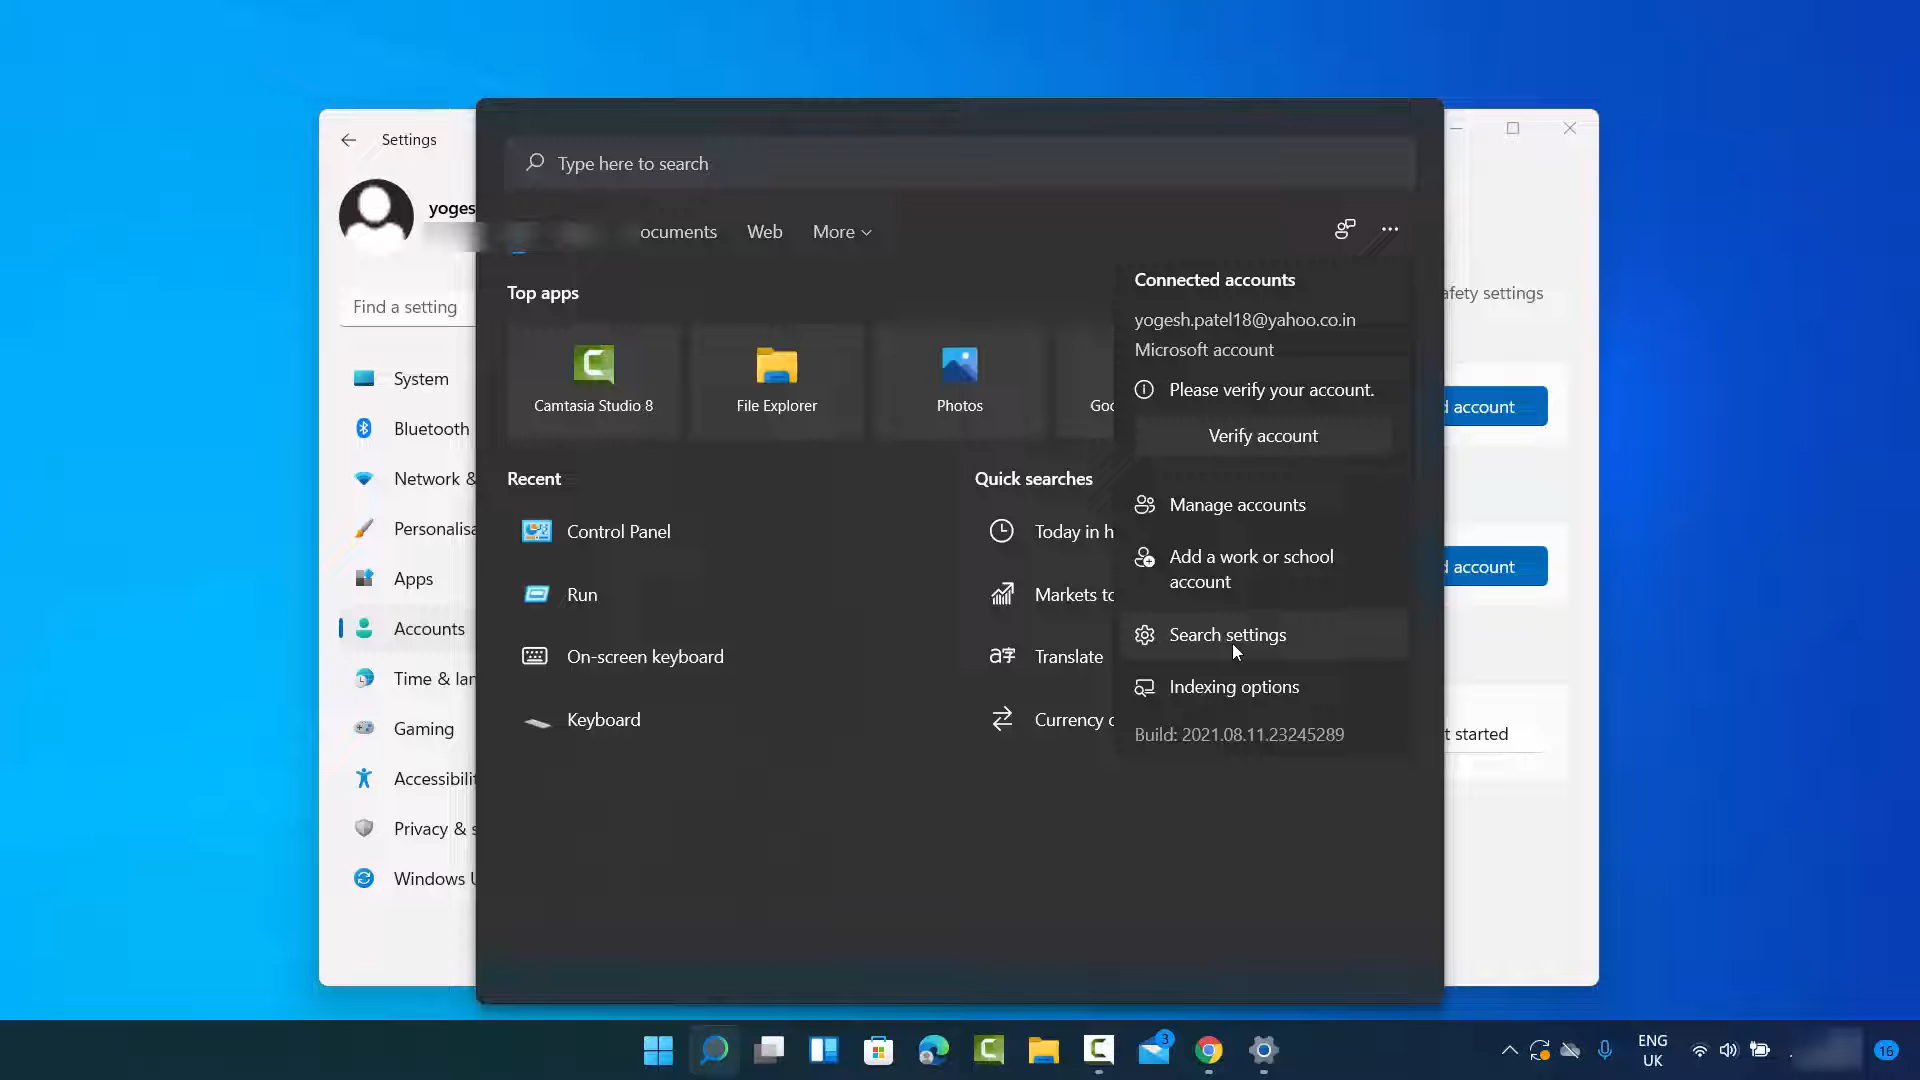 Settings
Type here to search
yoges
ocuments Web More
Connected accounts
Top apps
Find a setting
afety settings
yogesh.patel18@yahoo.co.in
Microsoft account
System
Please verify your account.
Camtasia Studio 8
File Explorer
Photos
Goo
d account
Bluetooth
Verify account
Network &
Recent
Quick searches
Manage accounts
Personalisa
Control Panel
Today in h
Add a work or school
account
d account
Apps
Run
Markets to
Accounts
Search settings
On-screen keyboard
Translate
Time & lan
Indexing options
Gaming
Keyboard
Currency c
Build: 2021.08.11.23245289
t started
Accessibilit
Privacy & s
Windows U
3
ENG
UK
16